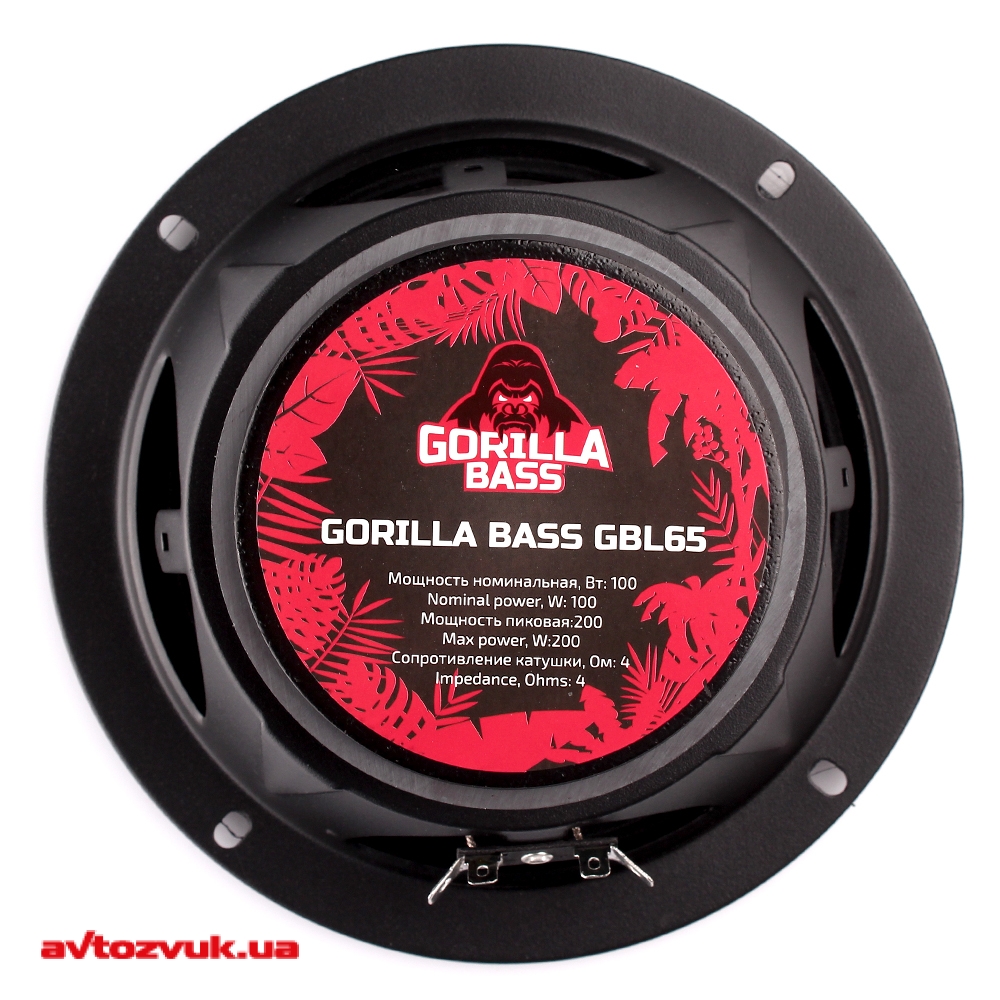 GORILLA
BASS
GORILLA BASS GBL65
Мощность номинальная, Вт: 100
Nominal power, W: 100
Мощность пиковая:200
Max power, W:200
Сопротивление катушки, Ом: 4
Impedance, Ohms: 4
avtozvuk.ua